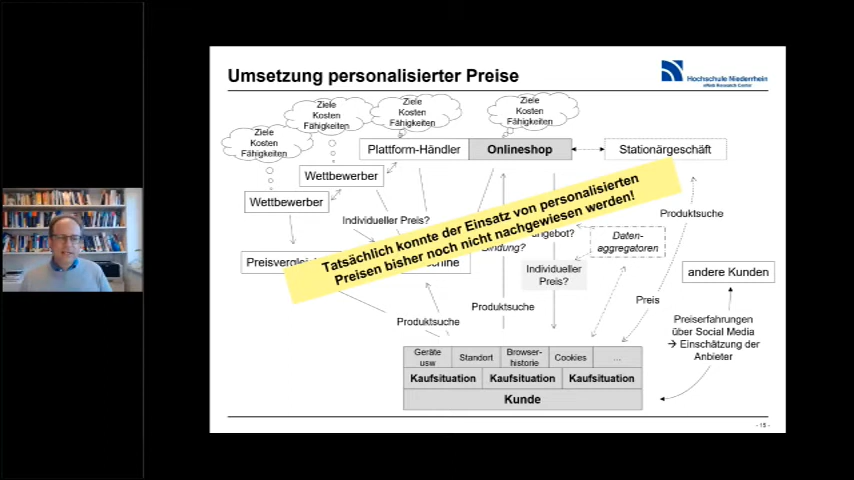 Umsetzung personalisierter Preise
Hochschule Niederrhein
eWeb Research Center
Ziele
Kosten
Fähigkeiten
Ziele
Kosten
Fähigkeiten
Ziele
Kosten
Fähigkeiten
Ziele
Kosten
Fähigkeiten
Plattform-Händler
Onlineshop
Stationärgeschäft
Wettbewerber
Wettbewerber
Tatsächlich konnte der Einsatz von personalisierten
Preisen bisher noch nicht nachgewiesen werden!
Individueller Preis?
Produktsuche
Daten-
aggregatoren
Bindung?
Individueller
Preis?
andere Kunden
Preis
Produktsuche
Produktsuche
Preiserfahrungen
über Social Media
→ Einschätzung der
Anbieter
Geräte
usw
Standort
Browser-
historie
Cookies
...
Kaufsituation
Kaufsituation
Kaufsituation
Kunde
- 15 -